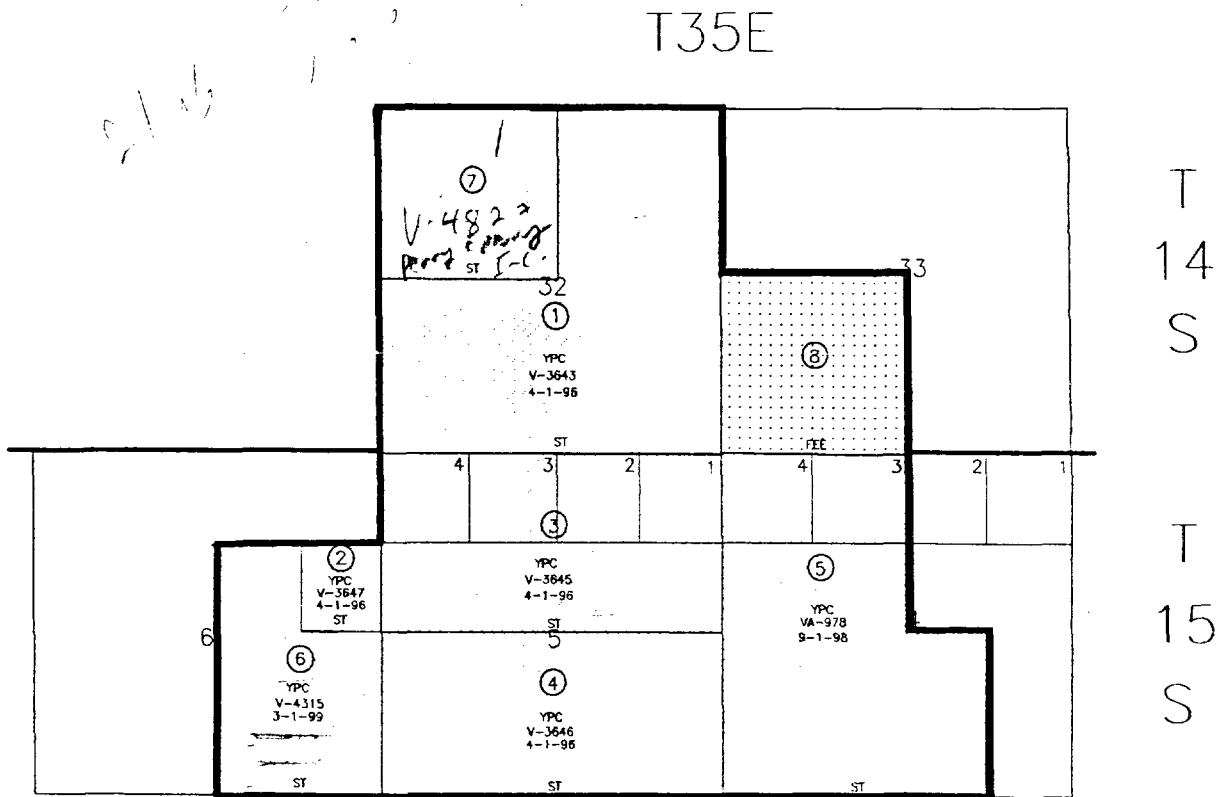 T35E
T
14
S
1
7
V-482
ST
32
33
1
YPC
V-3643
4-1-96
ST
8
FEE
4 3 2 1 4 3 2 1
3
YPC
V-3645
4-1-96
ST
2
YPC
V-3647
4-1-96
ST
5
YPC
VA-978
9-1-98
ST
T
15
S
6
5
6
YPC
V-4315
3-1-99
ST
4
YPC
V-3646
4-1-96
ST